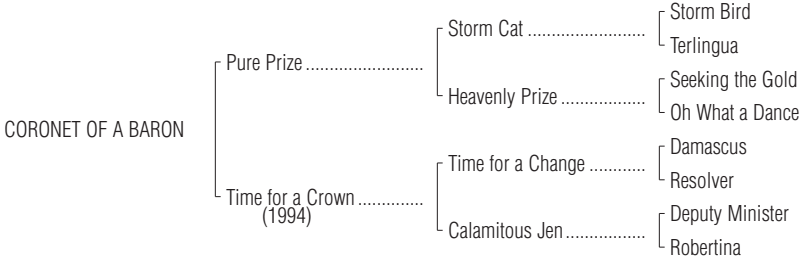 Storm Bird
Storm Cat ........................
Terlingua
Pure Prize ........................
Seeking the Gold
Heavenly Prize .................
Oh What a Dance
CORONET OF A BARON
Damascus
Time for a Change ............
Resolver
Time for a Crown ..............
(1994)
Deputy Minister
Calamitous Jen.................
Robertina